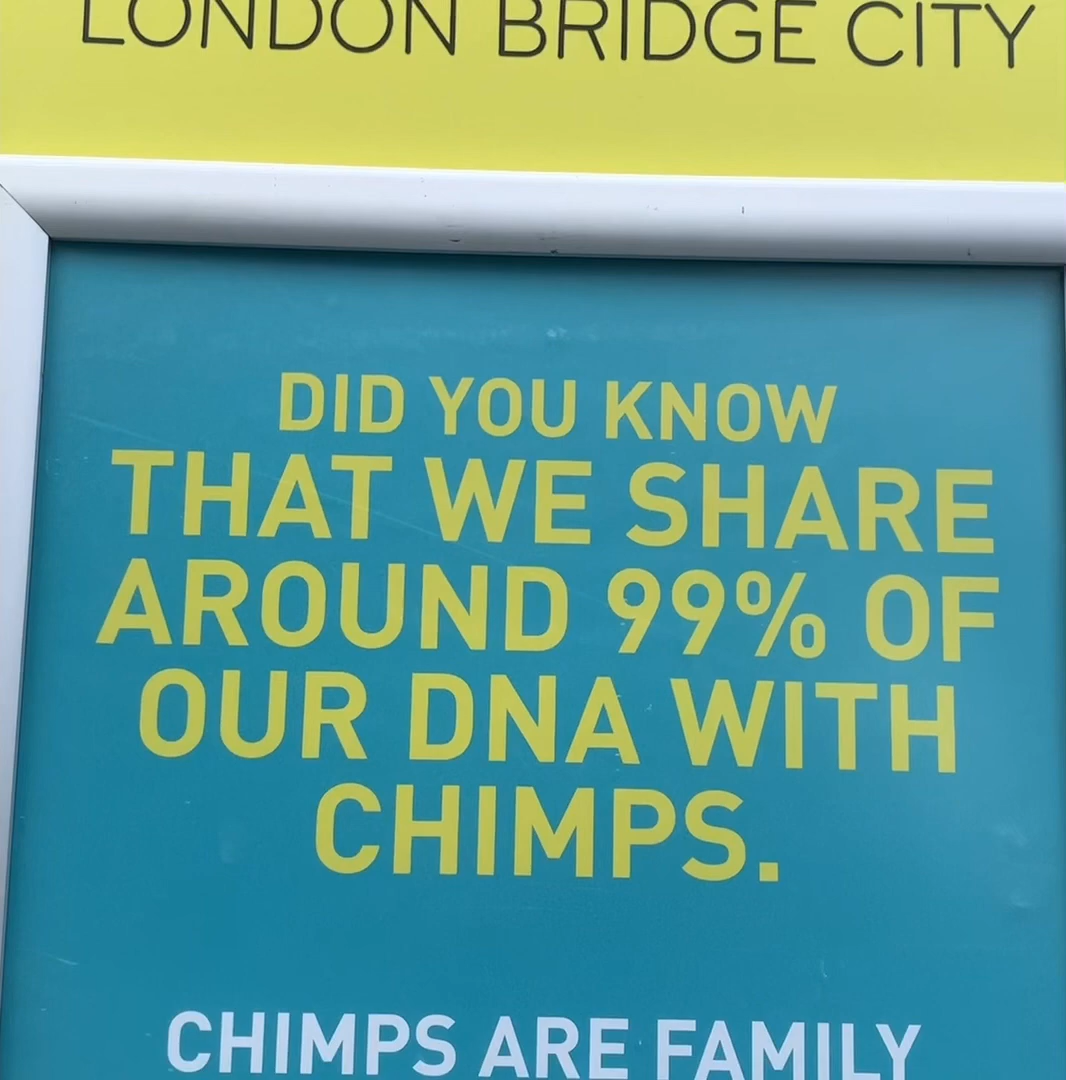 LONDON BRIDGE CITY
DID YOU KNOW
THAT WE SHARE
AROUND 99% OF
OUR DNA WITH
CHIMPS.
CHIMPS ARE FAMILY